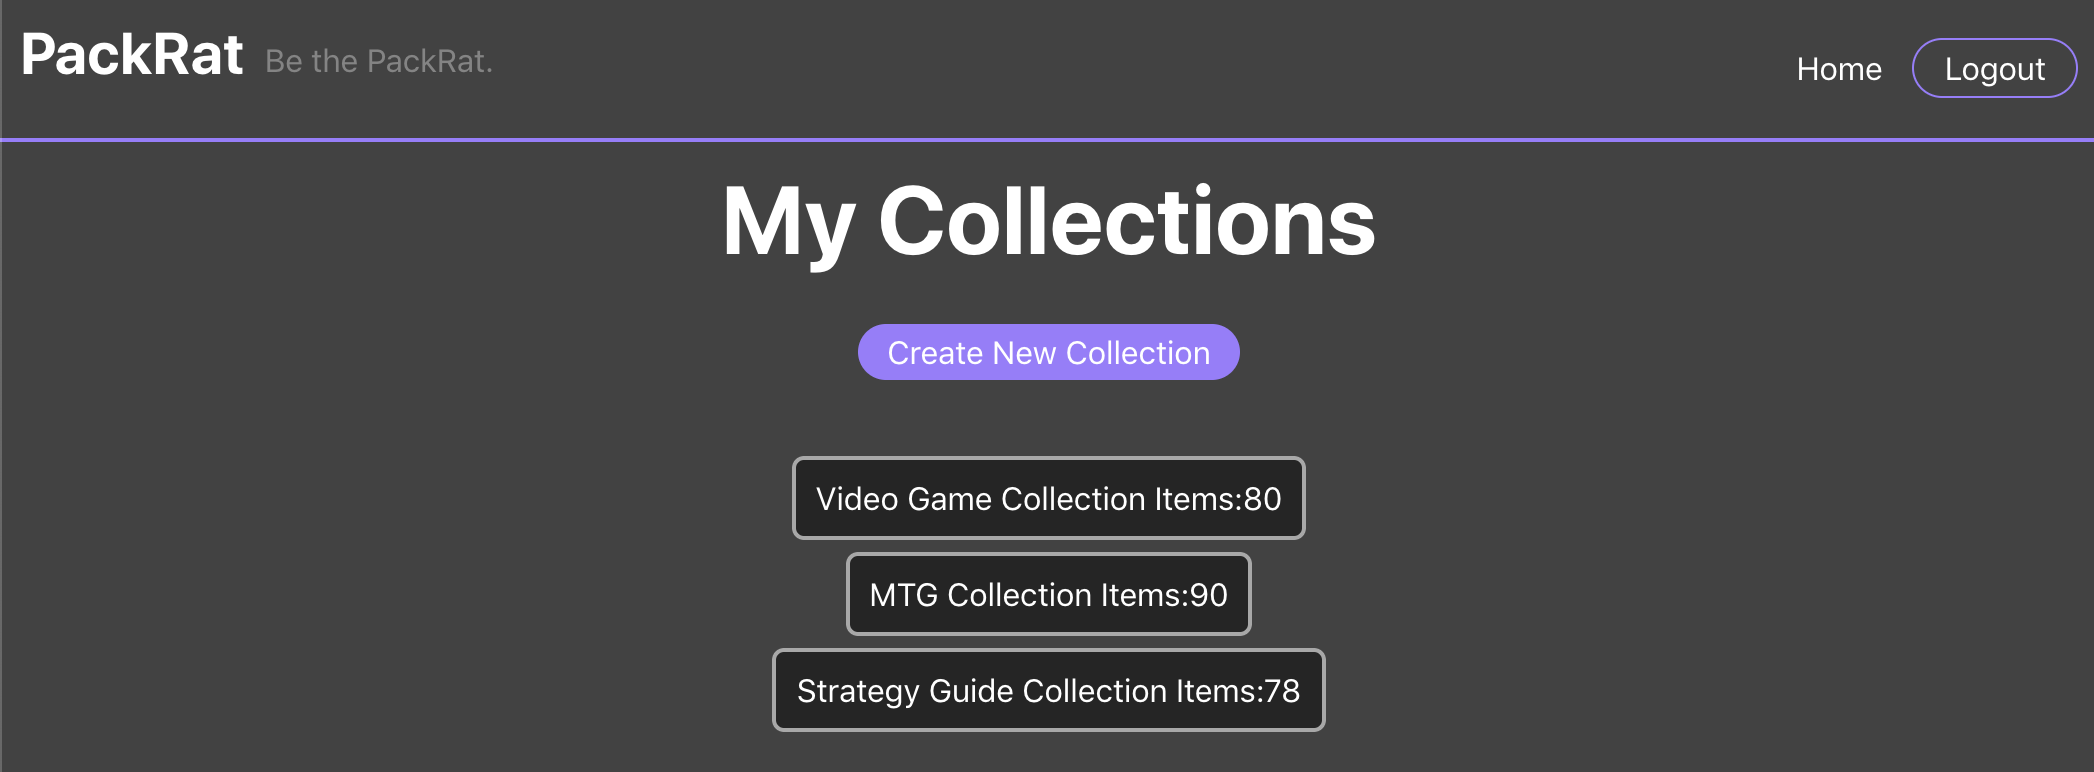 PackRat Be the PackRat.
Home Logout
My Collections
Create New Collection
Video Game Collection Items:80
MTG Collection Items:90
Strategy Guide Collection Items:78